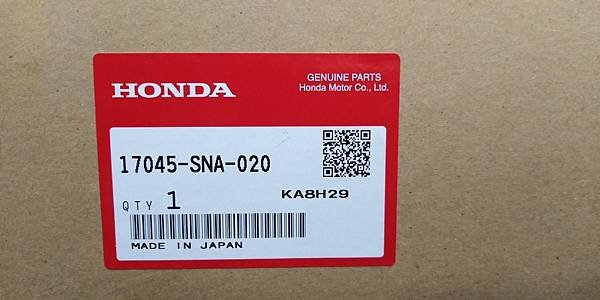 HONDA
GENUINE PARTS
Honda Motor Co., Ltd.
17045-SNA-020
QTY 1
KA8H29
MADE IN JAPAN